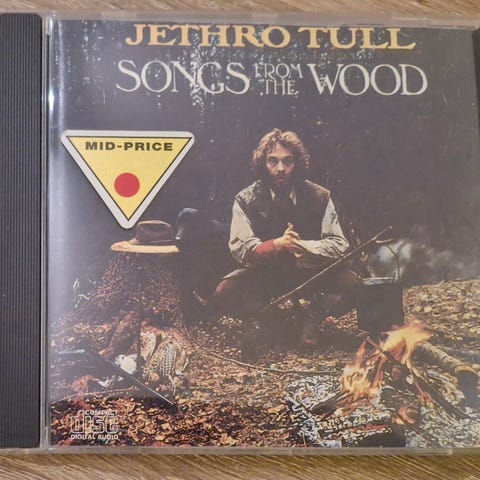 JETHRO TULL
SONGS FROM THE WOOD
MID-PRICE
COMPACT
disc
DIGITAL AUDIO